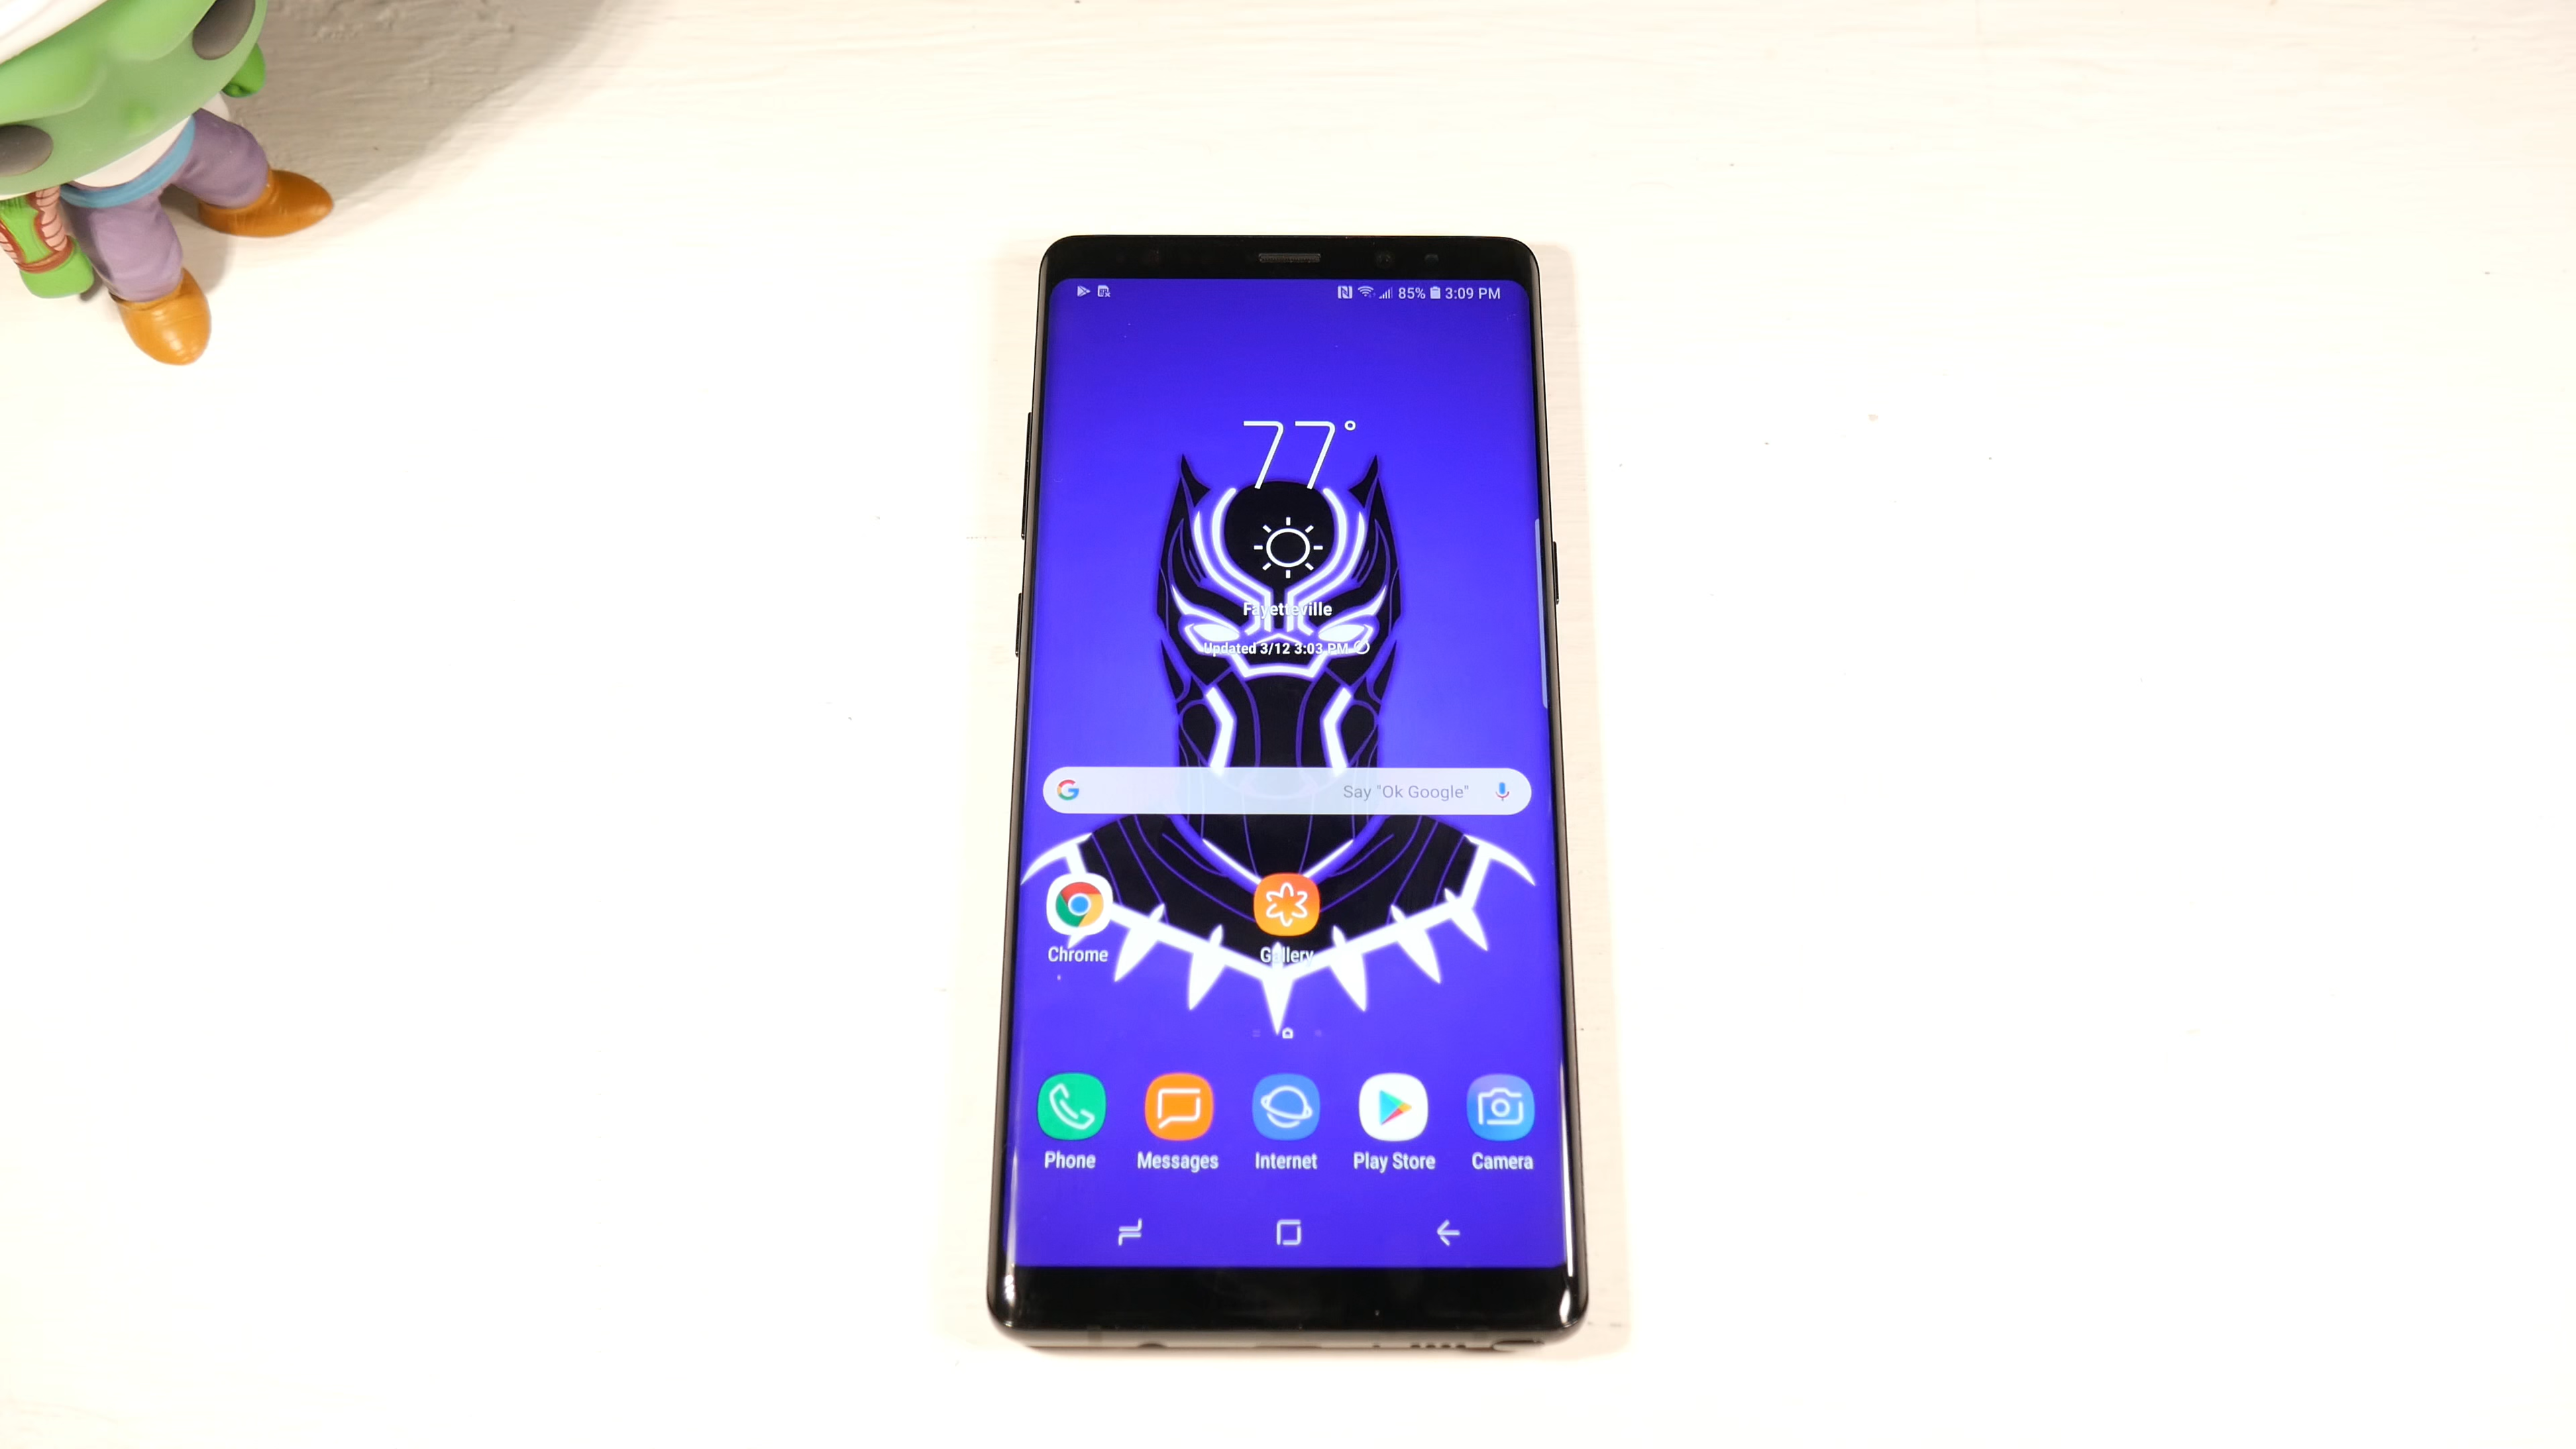 85% 3:09 PM
77°
Fayetteville
Updated 3/12 3:03 PM
Say "Ok Google"
Chrome
Gallery
Phone
Messages
Internet
Play Store
Camera